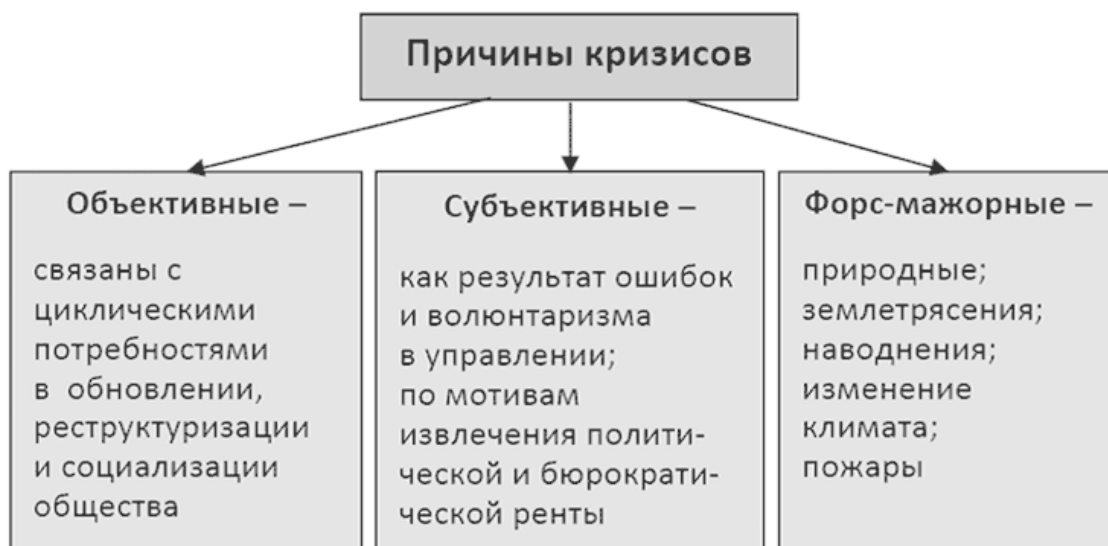 Причины кризисов
Объективные –
связаны с
циклическими
потребностями
в обновлении,
реструктуризации
и социализации
общества
Субъективные –
как результат ошибок
и волюнтаризма
в управлении;
по мотивам
извлечения полити-
ческой и бюрократи-
ческой ренты
Форс-мажорные –
природные;
землетрясения;
наводнения;
изменение
климата;
пожары